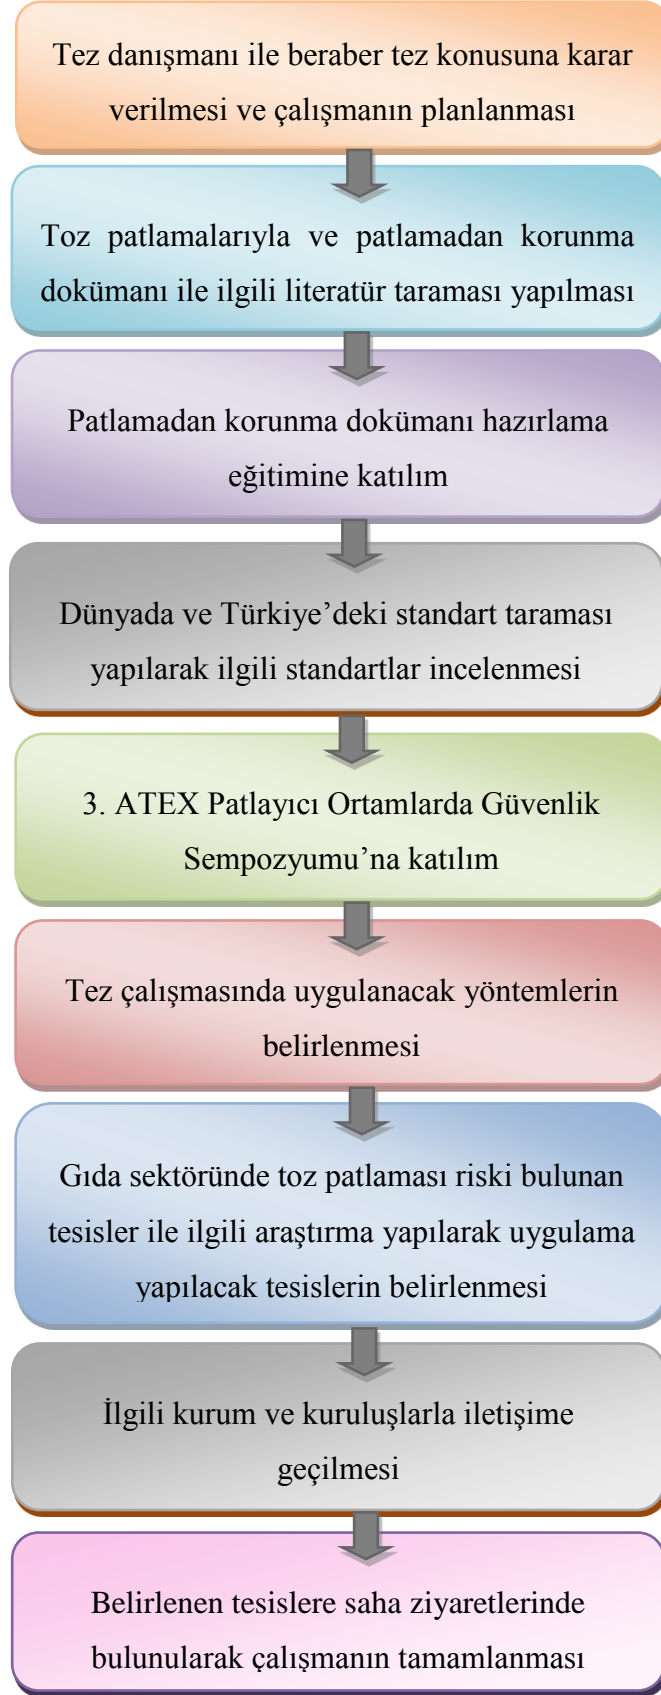 Tez danışmanı ile beraber tez konusuna karar
verilmesi ve çalışmanın planlanması
Toz patlamalarıyla ve patlamadan korunma
dokümanı ile ilgili literatür taraması yapılması
Patlamadan korunma dokümanı hazırlama
eğitimine katılım
Dünyada ve Türkiye’deki standart taraması
yapılarak ilgili standartlar incelenmesi
3. ATEX Patlayıcı Ortamlarda Güvenlik
Sempozyumu’na katılım
Tez çalışmasında uygulanacak yöntemlerin
belirlenmesi
Gıda sektöründe toz patlaması riski bulunan
tesisler ile ilgili araştırma yapılarak uygulama
yapılacak tesislerin belirlenmesi
İlgili kurum ve kuruluşlarla iletişime
geçilmesi
Belirlenen tesislere saha ziyaretlerinde
bulunularak çalışmanın tamamlanması